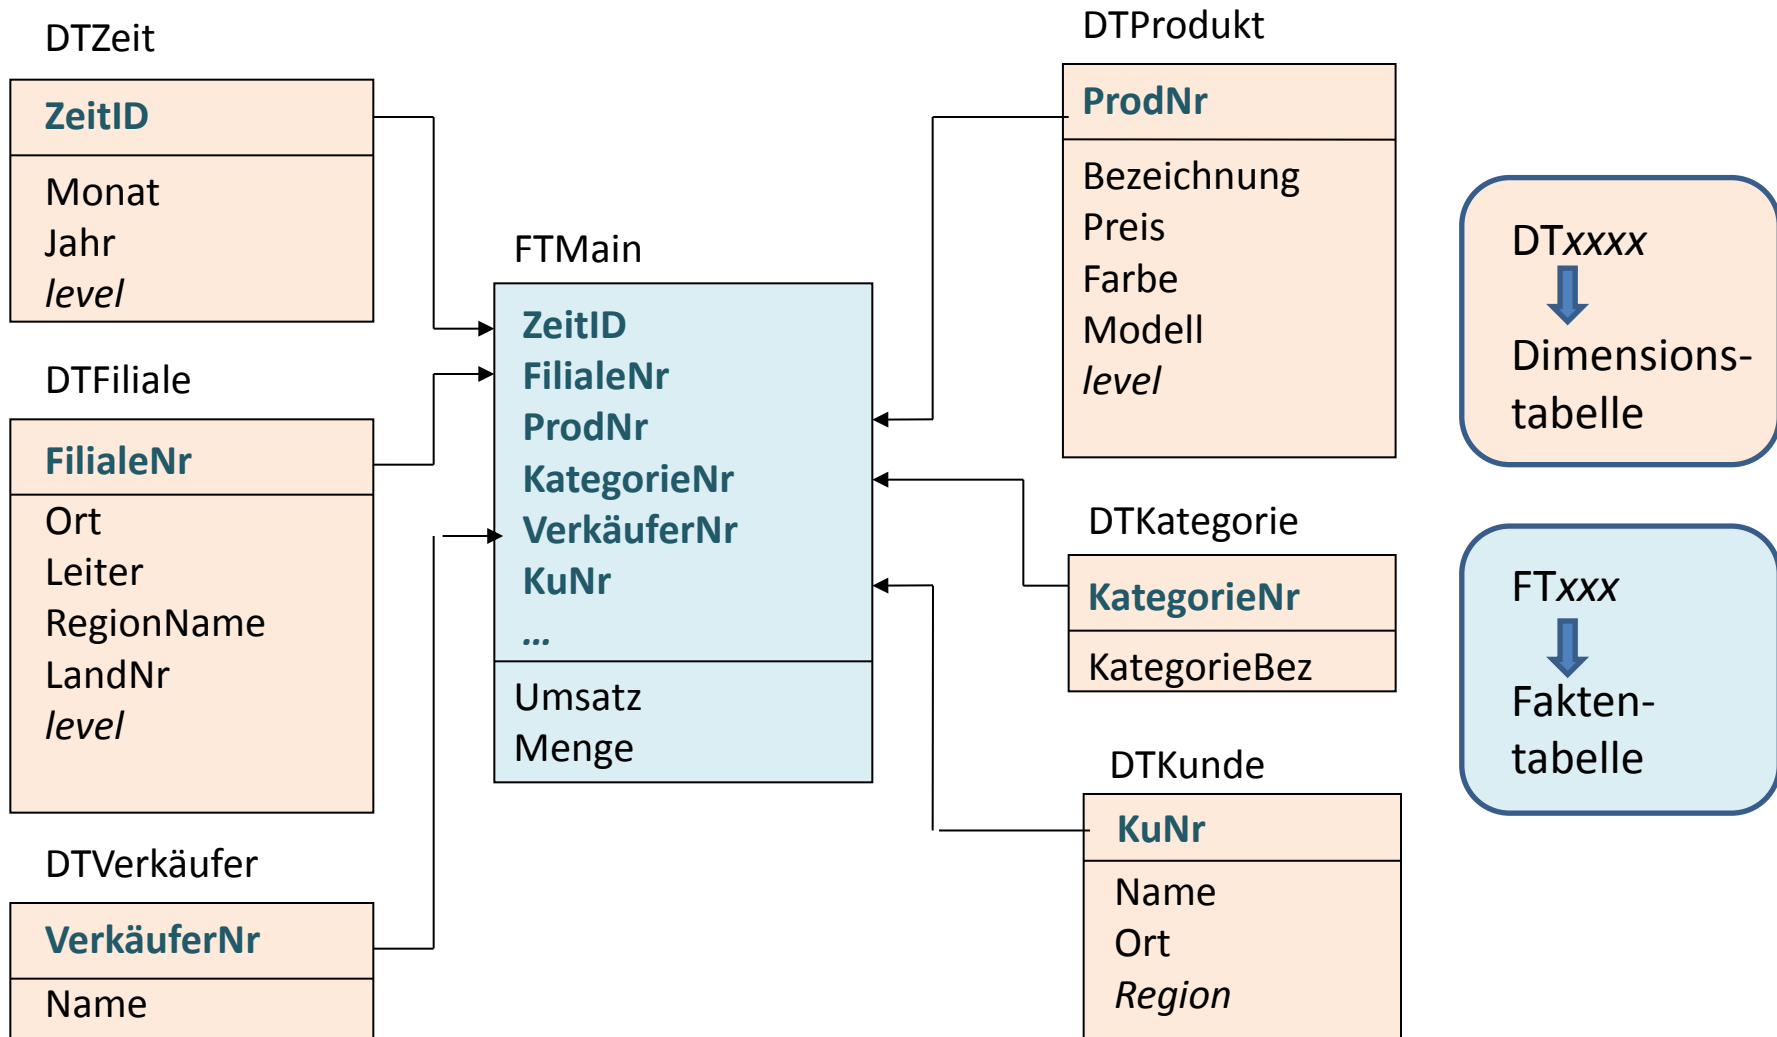 DTZeit
ZeitID
Monat
Jahr
level
DTFiliale
FilialeNr
Ort
Leiter
RegionName
LandNr
level
DTVerkäufer
VerkäuferNr
Name
FTMain
ZeitID
FilialeNr
ProdNr
KategorieNr
VerkäuferNr
KuNr
...
Umsatz
Menge
DTProdukt
ProdNr
Bezeichnung
Preis
Farbe
Modell
level
DTKategorie
KategorieNr
KategorieBez
DTKunde
KuNr
Name
Ort
Region
DTxxxx
Dimensions-
tabelle
FTxxx
Fakten-
tabelle